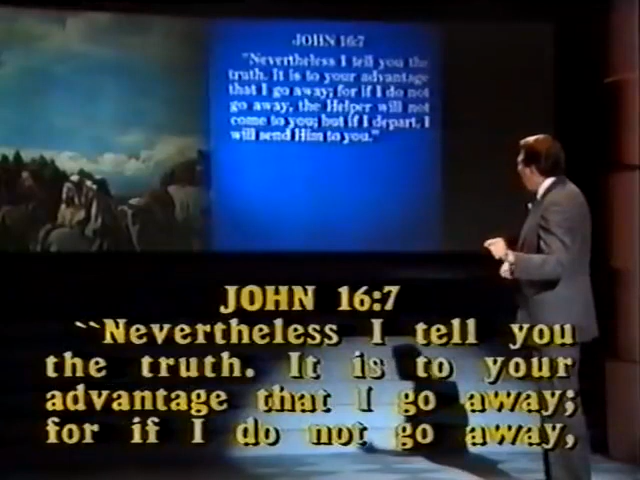 JOHN 16:7
"Nevertheless I tell you the
truth. It is to your advantage
that I go away; for if I do not
go away, the Helper will not
come to you; but if I depart, I
will send Him to you."
JOHN 16:7
“Nevertheless I tell you
the truth. It is to your
advantage that I go away;
for if I do not go away,